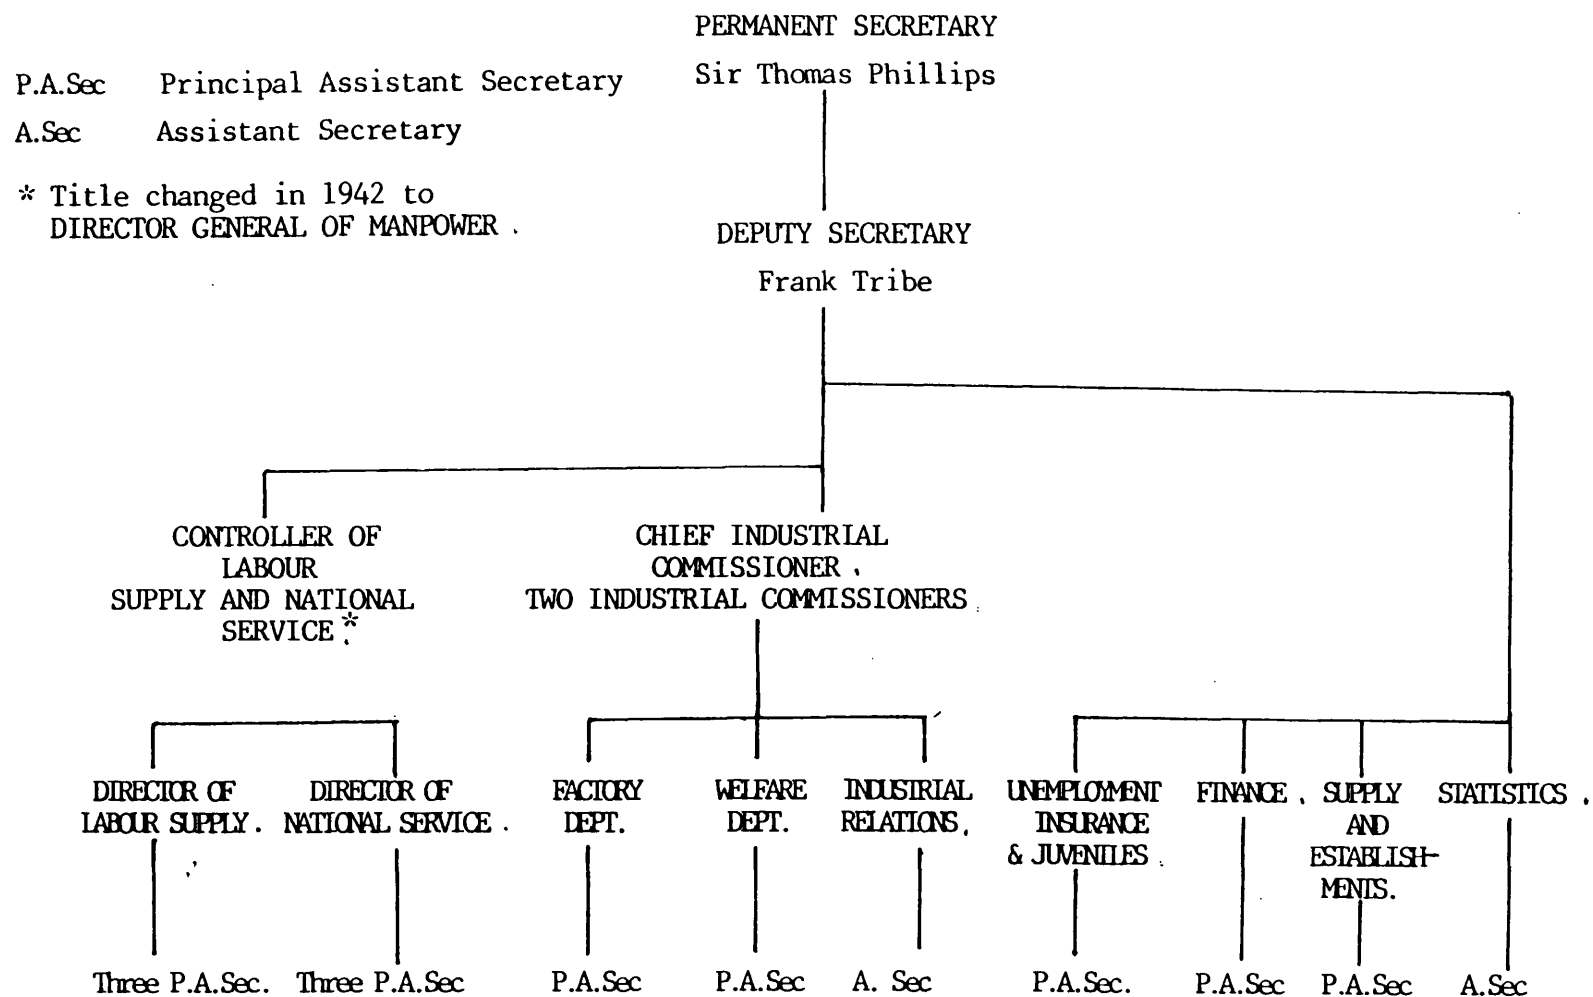 PERMANENT SECRETARY
Sir Thomas Phillips
P.A.Sec Principal Assistant Secretary
A.Sec Assistant Secretary
* Title changed in 1942 to
DIRECTOR GENERAL OF MANPOWER .
DEPUTY SECRETARY
Frank Tribe
CONTROLLER OF
LABOUR
SUPPLY AND NATIONAL
SERVICE.*
CHIEF INDUSTRIAL
COMMISSIONER .
TWO INDUSTRIAL COMMISSIONERS
DIRECTOR OF
LABOUR SUPPLY .
DIRECTOR OF
NATIONAL SERVICE .
FACTORY
DEPT.
WELFARE
DEPT.
INDUSTRIAL
RELATIONS.
UNEMPLOYMENT
INSURANCE
& JUVENILES .
FINANCE .
SUPPLY
AND
ESTABLISH-
MENTS.
STATISTICS .
Three P.A.Sec.
Three P.A.Sec
P.A.Sec
P.A.Sec
A. Sec
P.A.Sec.
P.A.Sec
P.A.Sec
A.Sec